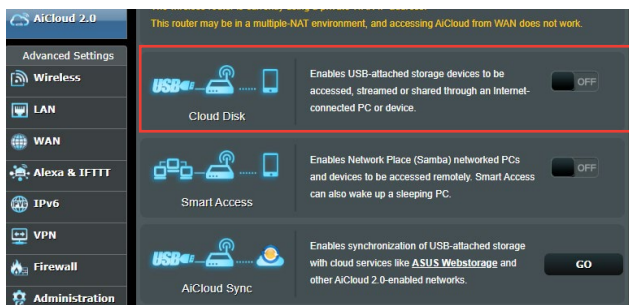 AiCloud 2.0
This router may be in a multiple-NAT environment, and accessing AiCloud from WAN does not work.
Advanced Settings
Wireless
LAN
WAN
Alexa & IFTTT
IPv6
VPN
Firewall
Administration
USB
Cloud Disk
Enables USB-attached storage devices to be
accessed, streamed or shared through an Internet-
connected PC or device.
OFF
Smart Access
Enables Network Place (Samba) networked PCs
and devices to be accessed remotely. Smart Access
can also wake up a sleeping PC.
OFF
USB
AiCloud Sync
Enables synchronization of USB-attached storage
with cloud services like ASUS Webstorage and
other AiCloud 2.0-enabled networks.
GO